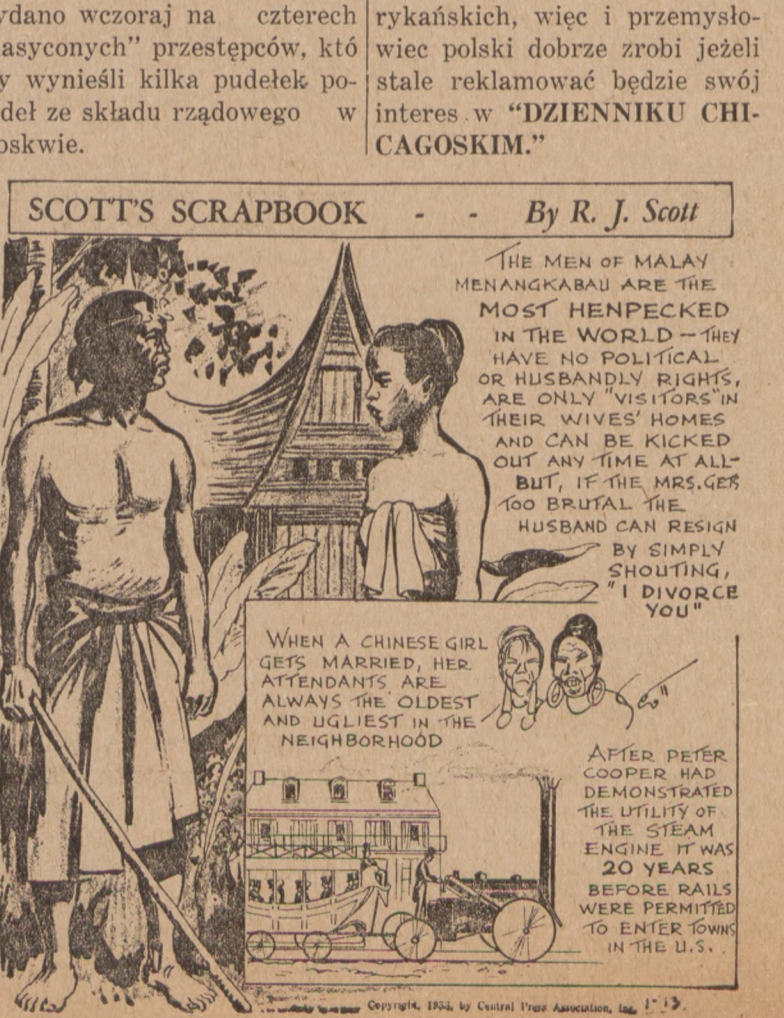 wczoraj na czterech
przestępców, któ
wynieśli kilka pudełek po-
ze składu rządowego w
rykańskich, więc i przemysło-
wiec polski dobrze zrobi jeżeli
stale reklamować będzie swój
interes w “DZIENNIKU CHI-
CAGOSKIM.”
SCOTT'S SCRAPBOOK - - By R. J. Scott
THE MEN OF MALAY
MENANGKABAU ARE THE
MOST HENPECKED
IN THE WORLD — THEY
HAVE NO POLITICAL
OR HUSBANDLY RIGHTS,
ARE ONLY "VISITORS" IN
THEIR WIVES' HOMES
AND CAN BE KICKED
OUT ANY TIME AT ALL-
BUT, IF THE MRS. GETS
TOO BRUTAL THE
HUSBAND CAN RESIGN
BY SIMPLY
SHOUTING,
"I DIVORCE
YOU"
WHEN A CHINESE GIRL
GETS MARRIED, HER
ATTENDANTS ARE
ALWAYS THE OLDEST
AND UGLIEST IN THE
NEIGHBORHOOD
AFTER PETER
COOPER HAD
DEMONSTRATED
THE UTILITY OF
THE STEAM
ENGINE IT WAS
20 YEARS
BEFORE RAILS
WERE PERMITTED
TO ENTER TOWNS
IN THE U.S.
Copyright, 1933, by Central Press Association, Inc.